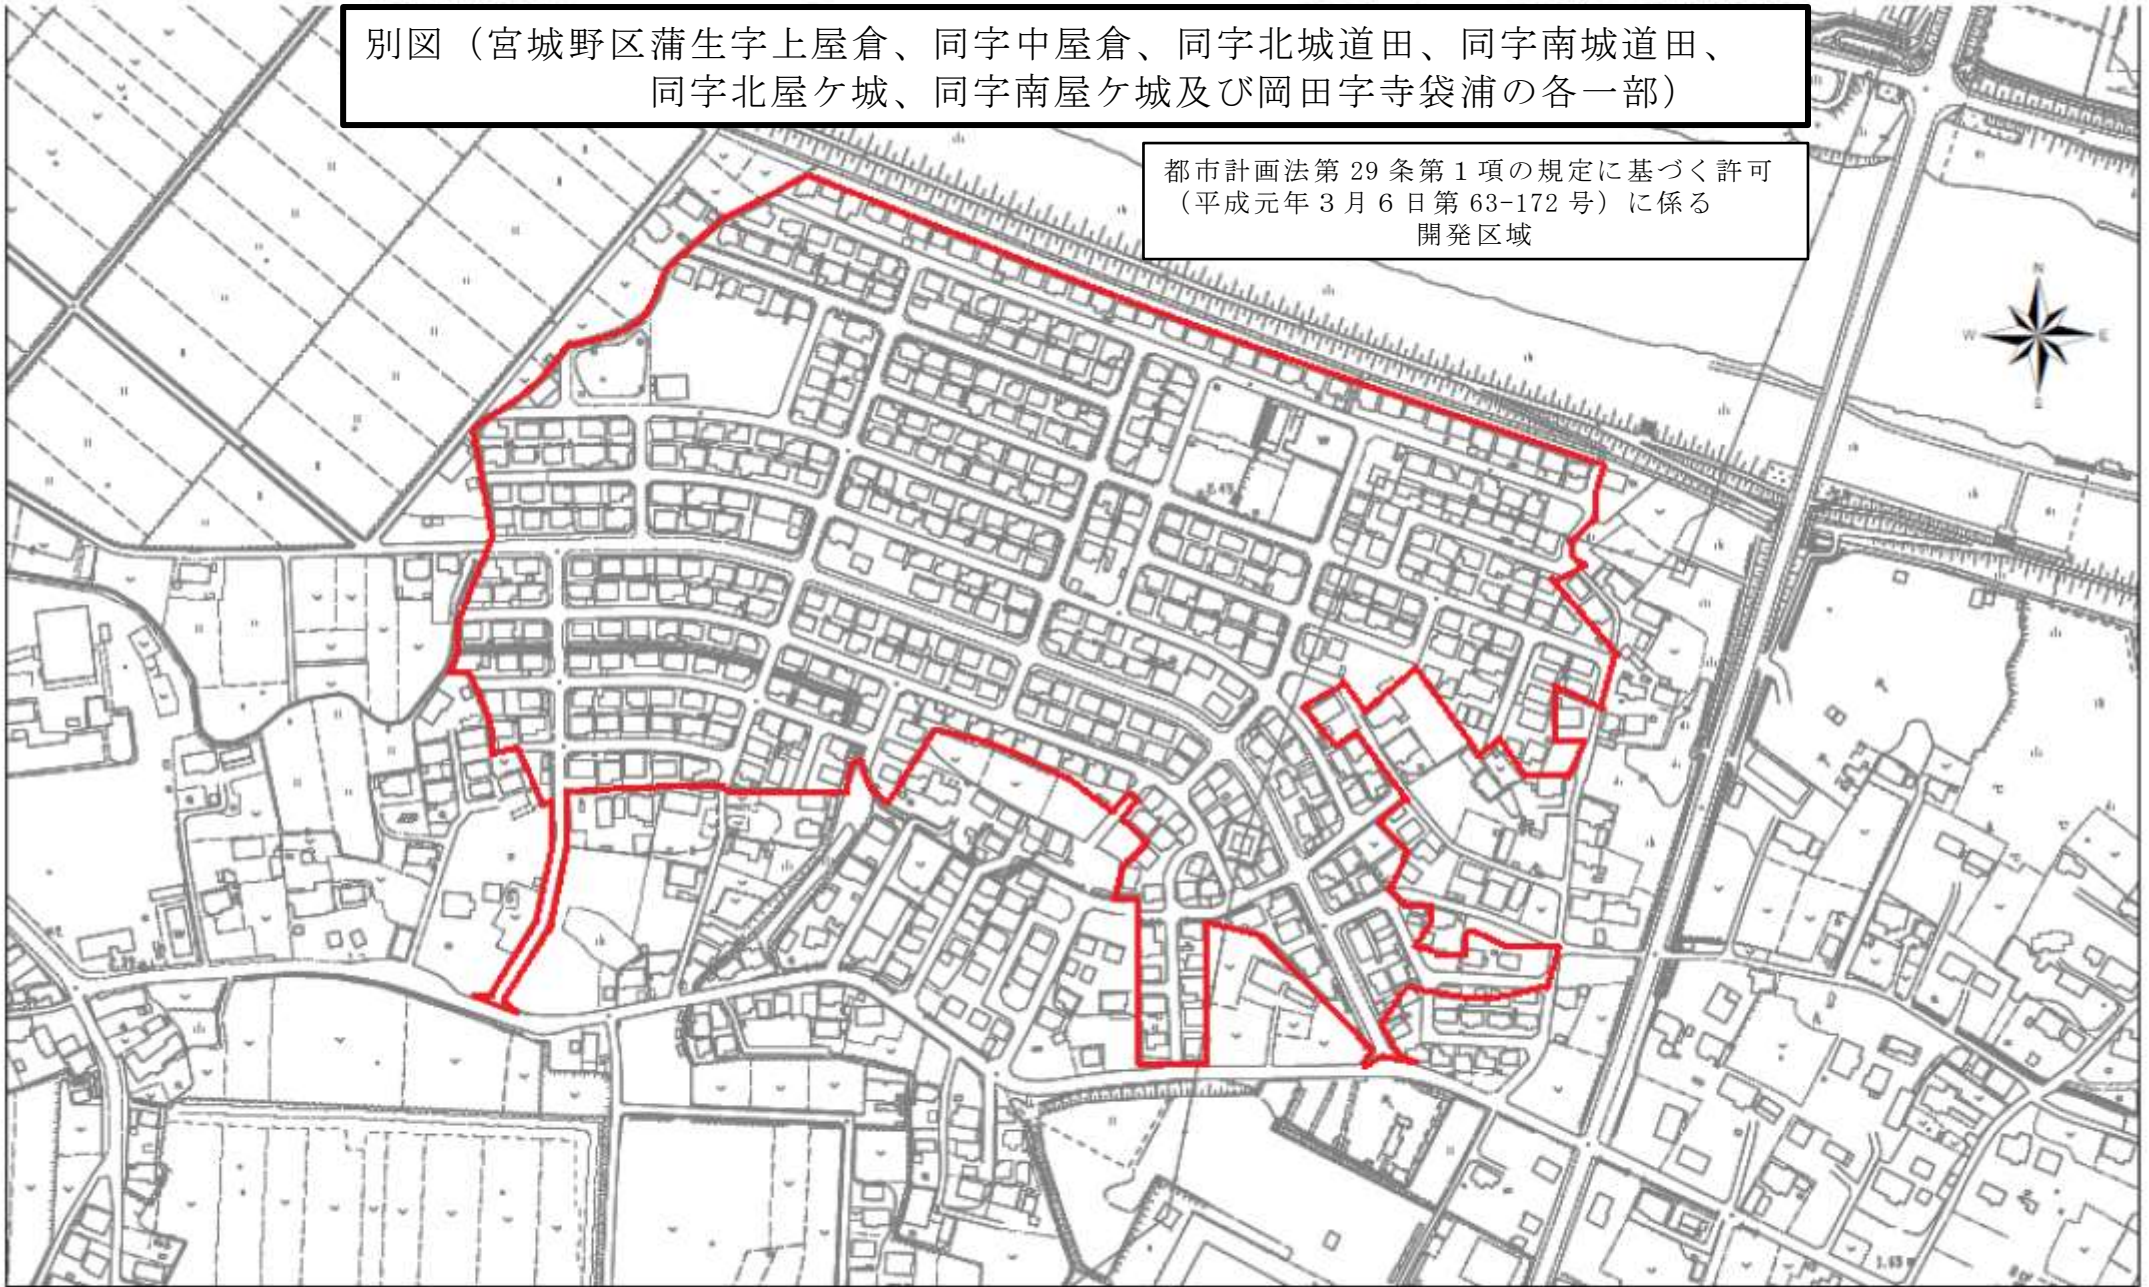 別図（宮城野区蒲生字上屋倉、同字中屋倉、同字北城道田、同字南城道田、
同字北屋ケ城、同字南屋ケ城及び岡田字寺袋浦の各一部）
都市計画法第 29 条第１項の規定に基づく許可
（平成元年３月６日第 63-172 号）に係る
開発区域
N
W
E
S